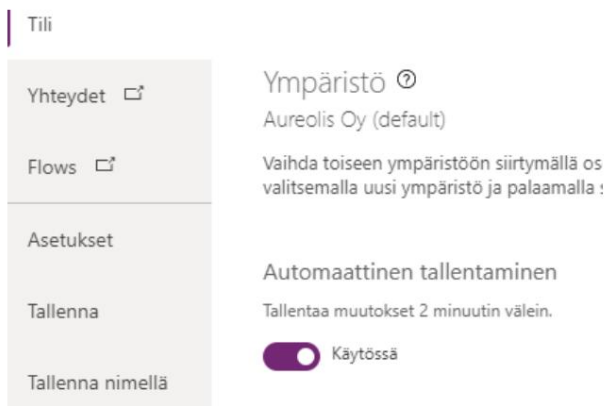 Tili
Yhteydet
Flows
Asetukset
Tallenna
Tallenna nimellä
Ympäristö
Aureolis Oy (default)
Vaihda toiseen ympäristöön siirtymällä os
valitsemalla uusi ympäristö ja palaamalla s
Automaattinen tallentaminen
Tallentaa muutokset 2 minuutin välein.
Käytössä